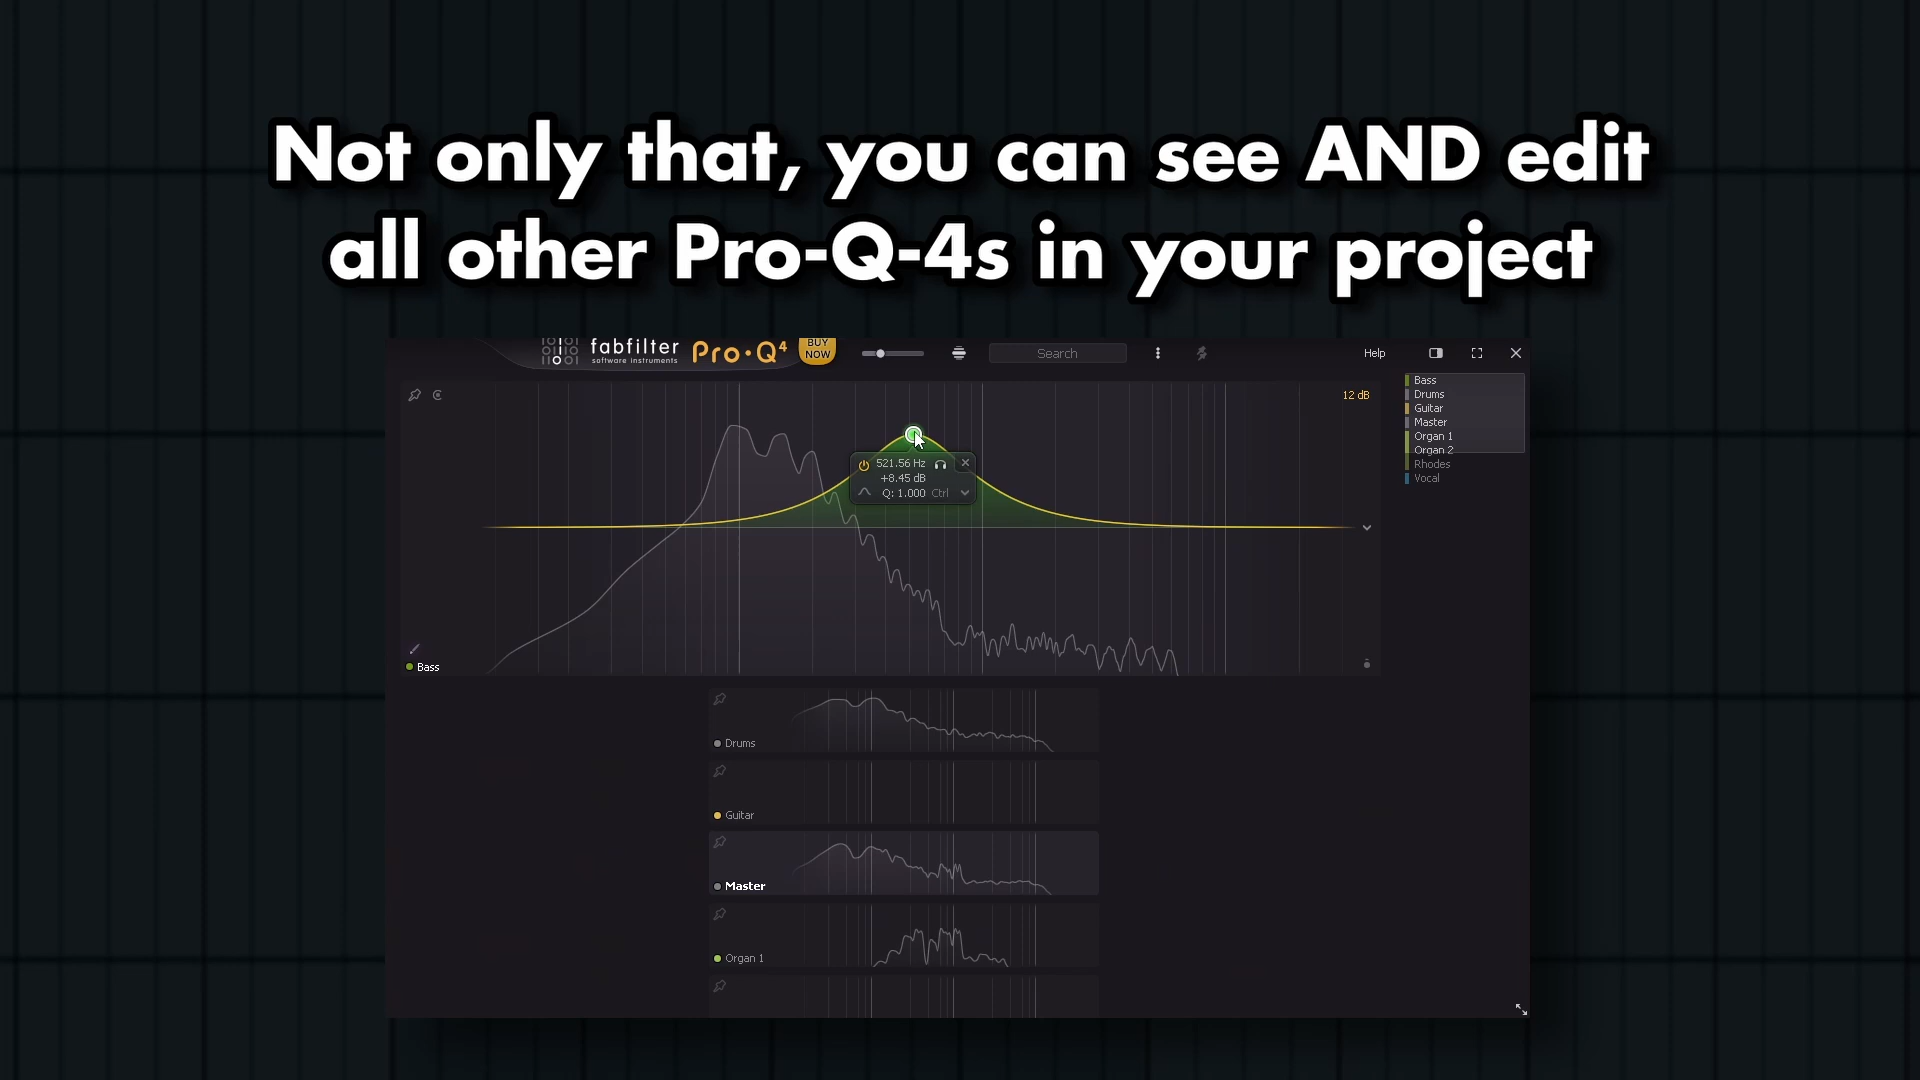 Not only that, you can see AND edit
all other Pro-Q-4s in your project
fabfilter
software instruments
Pro·Q4
BUY
NOW
Search
Help
12 dB
Bass
Drums
Guitar
Master
Organ 1
Organ 2
Rhodes
Vocal
521.56 Hz
+8.45 dB
Q: 1.000 Ctrl
Bass
Drums
Guitar
Master
Organ 1